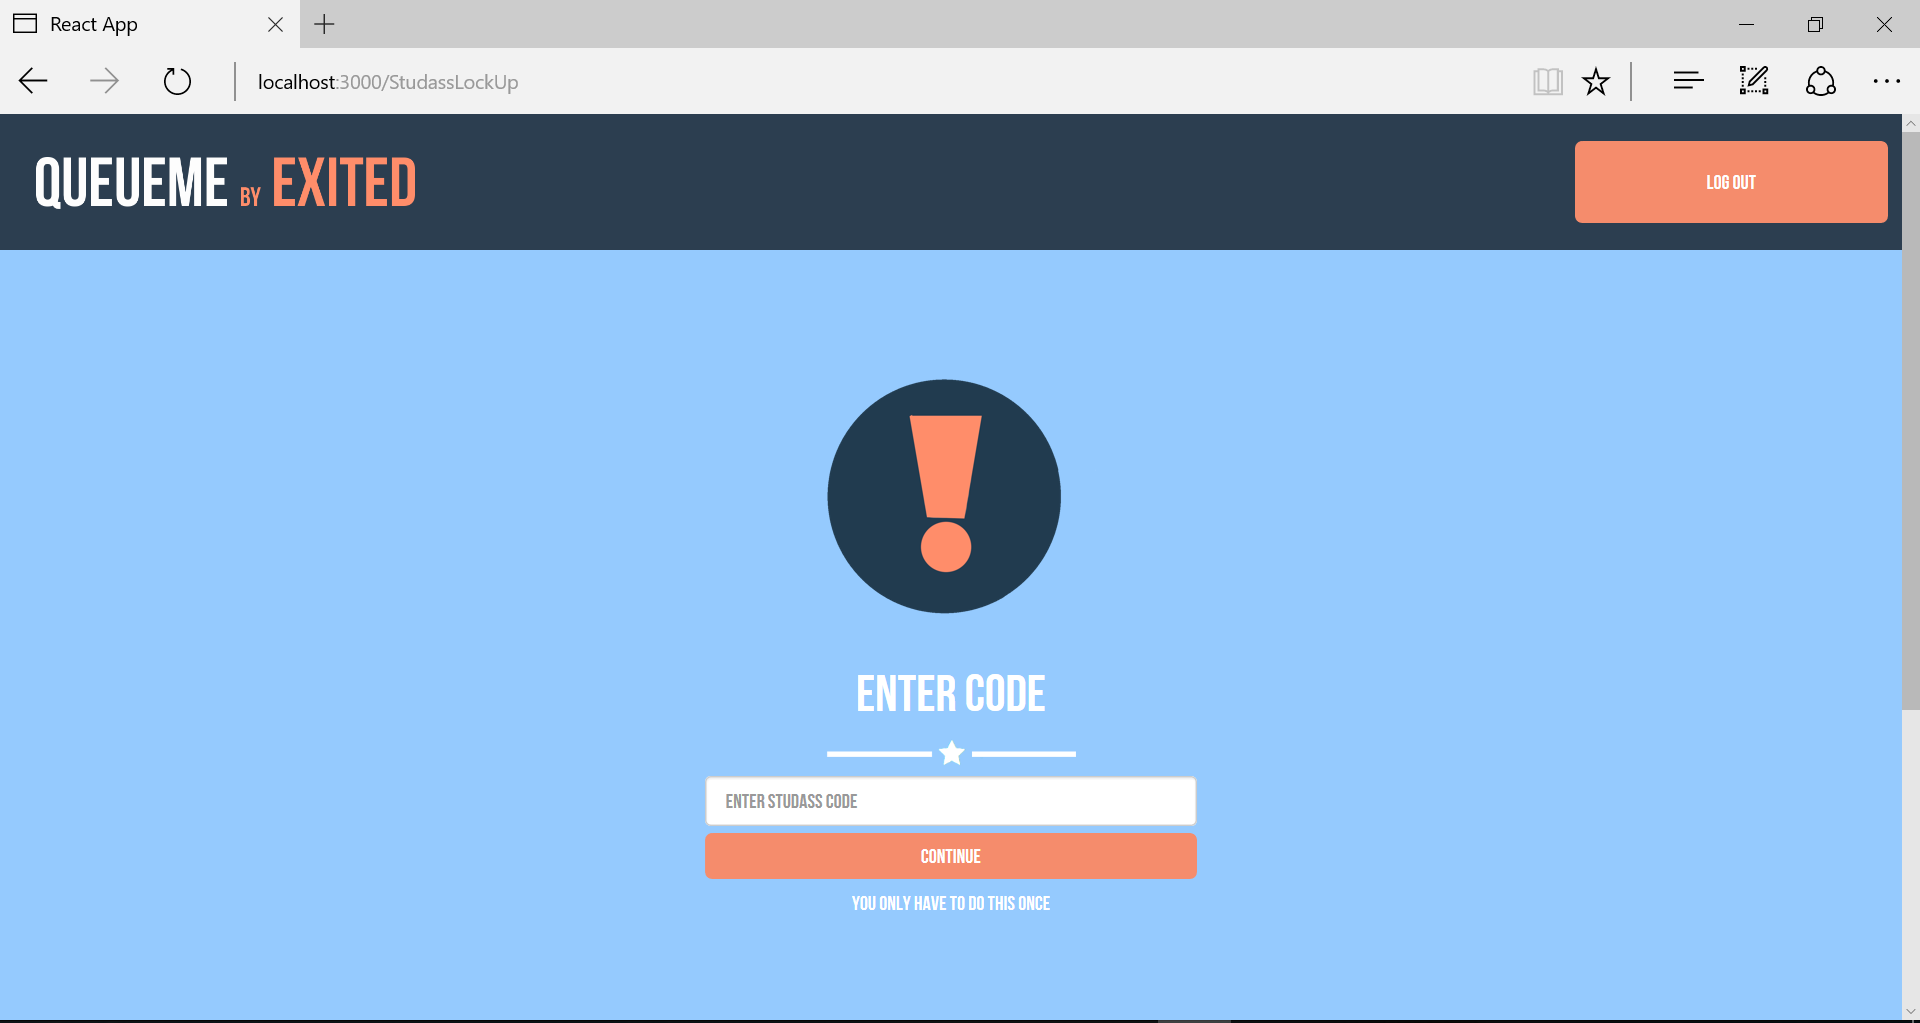 React App
localhost:3000/StudassLockUp
QUEUEME BY EXITED
LOG OUT
ENTER CODE
ENTER STUDASS CODE
CONTINUE
YOU ONLY HAVE TO DO THIS ONCE